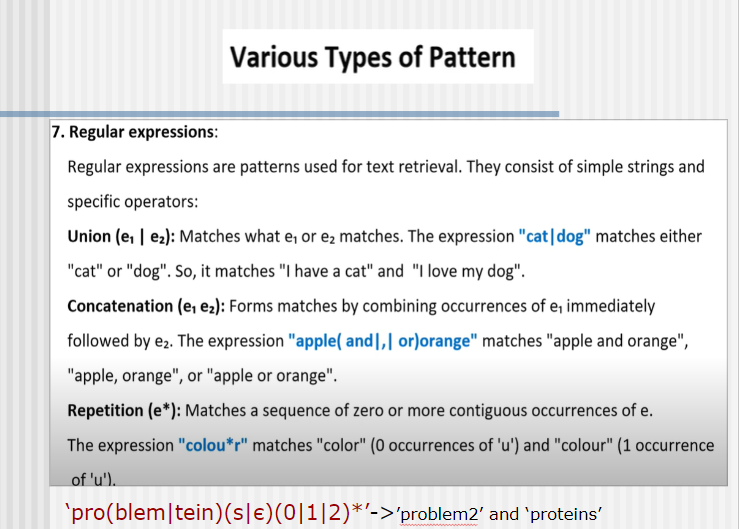 Various Types of Pattern
7. Regular expressions:
Regular expressions are patterns used for text retrieval. They consist of simple strings and
specific operators:
Union (e₁ | e₂): Matches what e₁ or e₂ matches. The expression "cat|dog" matches either
"cat" or "dog". So, it matches "I have a cat" and "I love my dog".
Concatenation (e₁ e₂): Forms matches by combining occurrences of e₁ immediately
followed by e₂. The expression "apple( and|,| or)orange" matches "apple and orange",
"apple, orange", or "apple or orange".
Repetition (e*): Matches a sequence of zero or more contiguous occurrences of e.
The expression "colou*r" matches "color" (0 occurrences of 'u') and "colour" (1 occurrence
of 'u').
‘pro(blem|tein)(s|є)(0|1|2)*’->’problem2’ and ‘proteins’